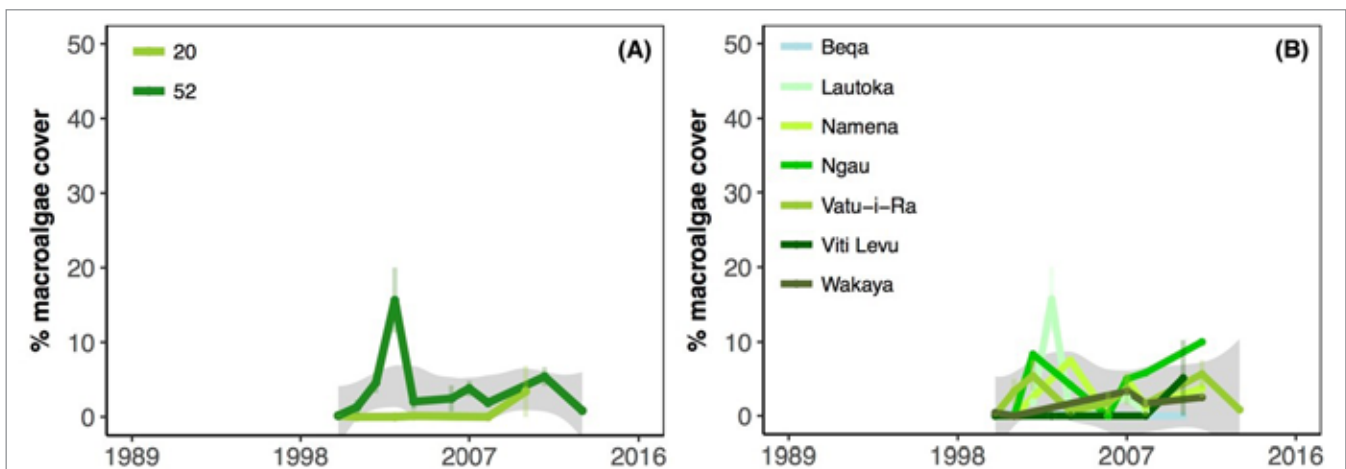 (A)
20
52
% macroalgae cover
50
40
30
20
10
0
1989 1998 2007 2016
(B)
Beqa
Lautoka
Namena
Ngau
Vatu-i-Ra
Viti Levu
Wakaya
% macroalgae cover
50
40
30
20
10
0
1989 1998 2007 2016